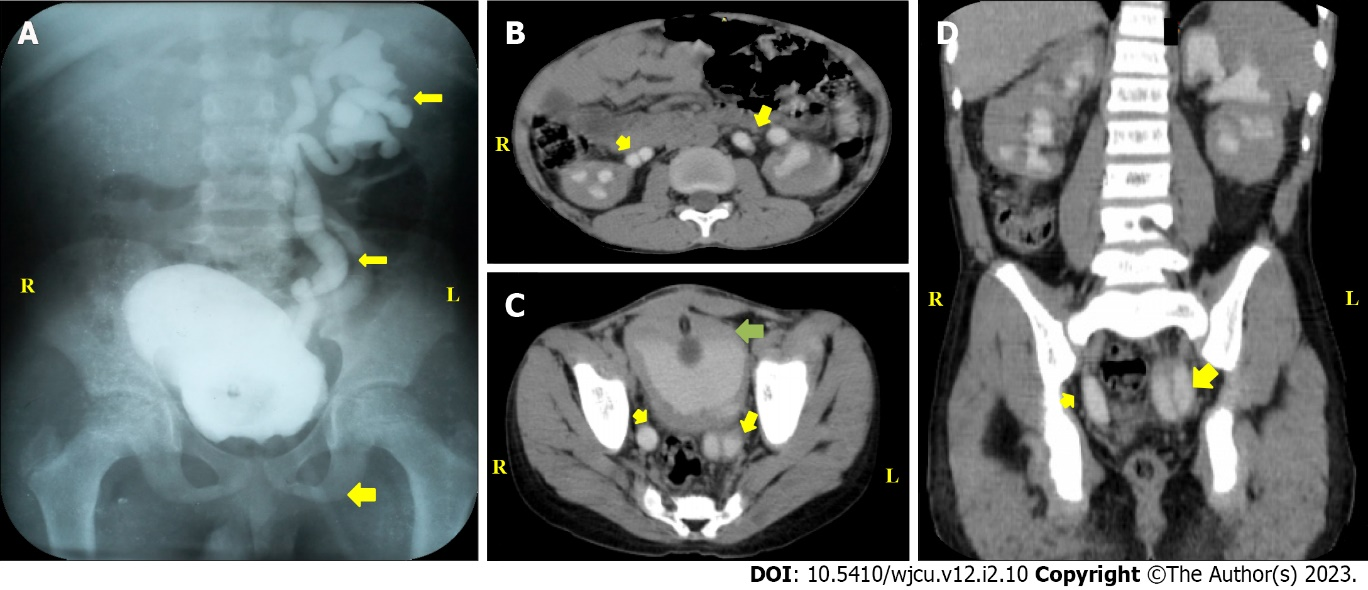 A
R
L
B
R
C
R
L
D
R
L
DOI: 10.5410/wjcu.v12.i2.10 Copyright ©The Author(s) 2023.